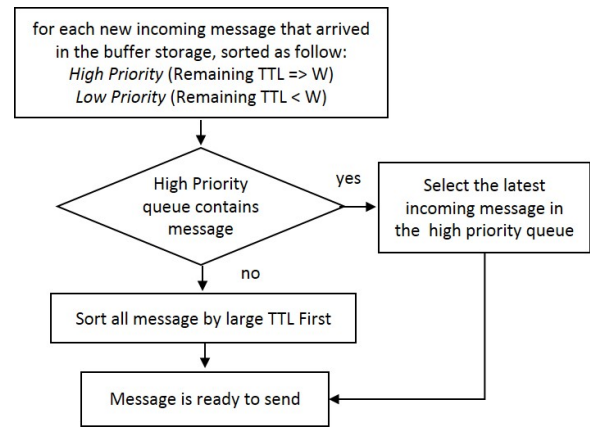 for each new incoming message that arrived
in the buffer storage, sorted as follow:
High Priority (Remaining TTL => W)
Low Priority (Remaining TTL < W)
High Priority
queue contains
message
yes
Select the latest
incoming message in
the high priority queue
no
Sort all message by large TTL First
Message is ready to send